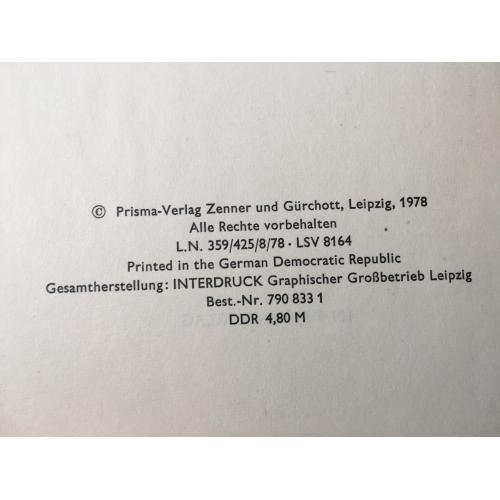 © Prisma-Verlag Zenner und Gürchott, Leipzig, 1978
Alle Rechte vorbehalten
L.N. 359/425/8/78 · LSV 8164
Printed in the German Democratic Republic
Gesamtherstellung: INTERDRUCK Graphischer Großbetrieb Leipzig
Best.-Nr. 790 833 1
DDR 4,80 M